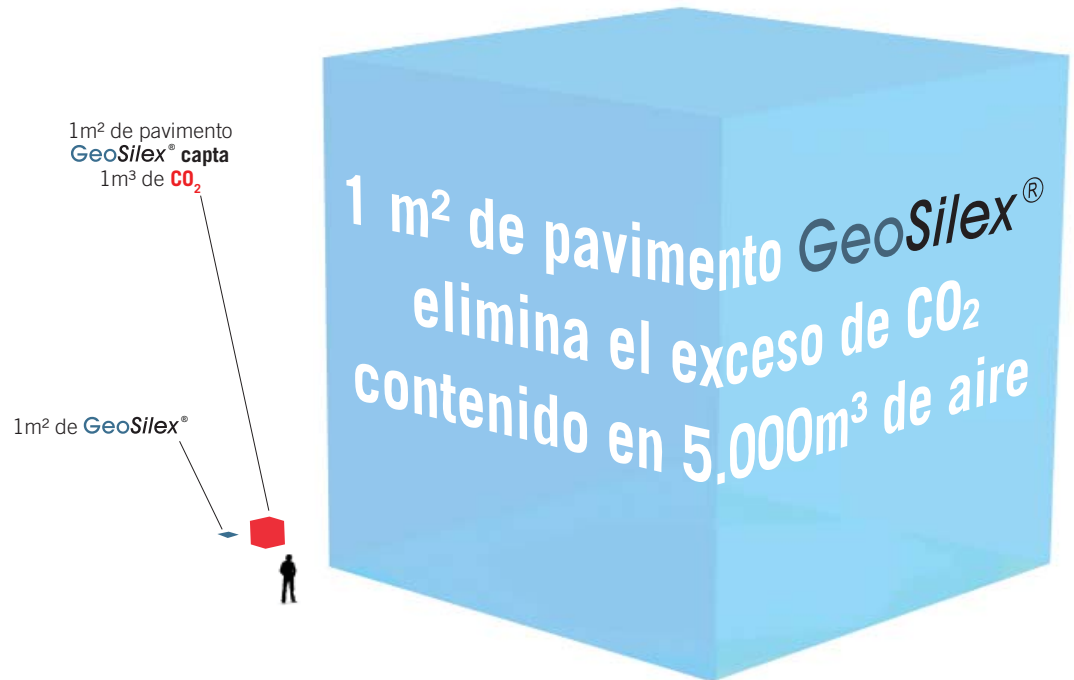 1m² de pavimento
GeoSilex® capta
1m³ de CO₂
1m² de GeoSilex®
1 m² de pavimento GeoSilex®
elimina el exceso de CO₂
contenido en 5.000m³ de aire